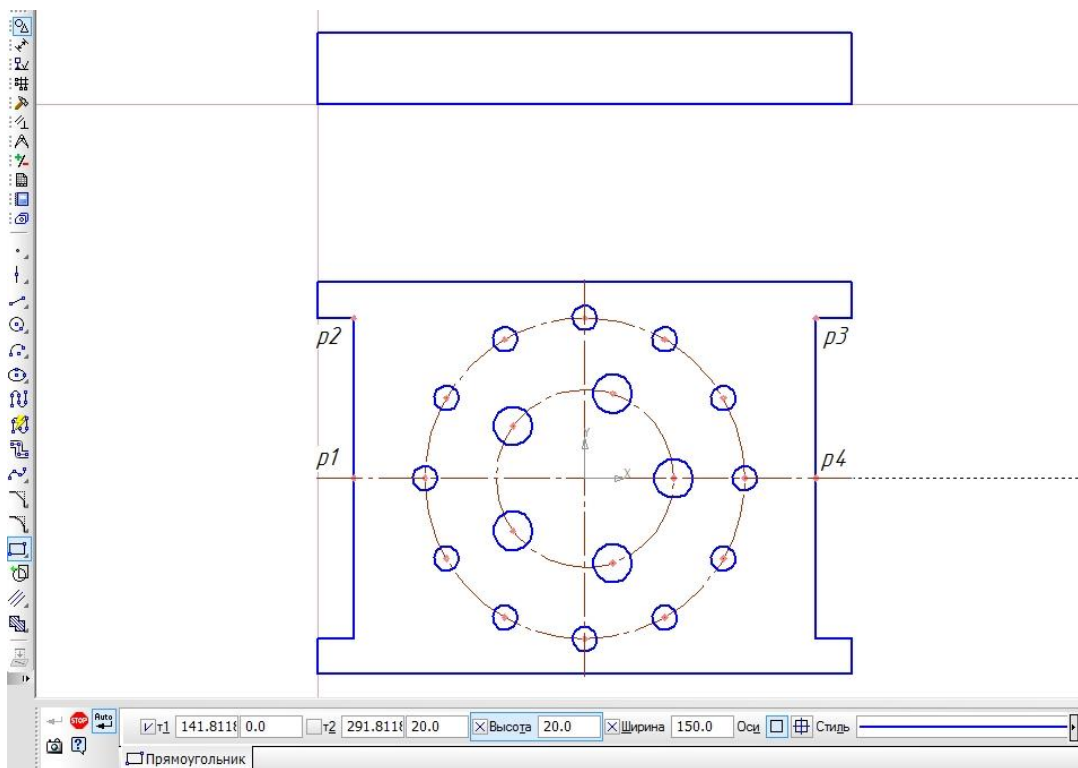 p2
p3
p1
p4
Y
X
STOP
Auto
т1 141.8118 0.0 т2 291.8118 20.0 Высота 20.0 Ширина 150.0 Оси Стиль
Прямоугольник